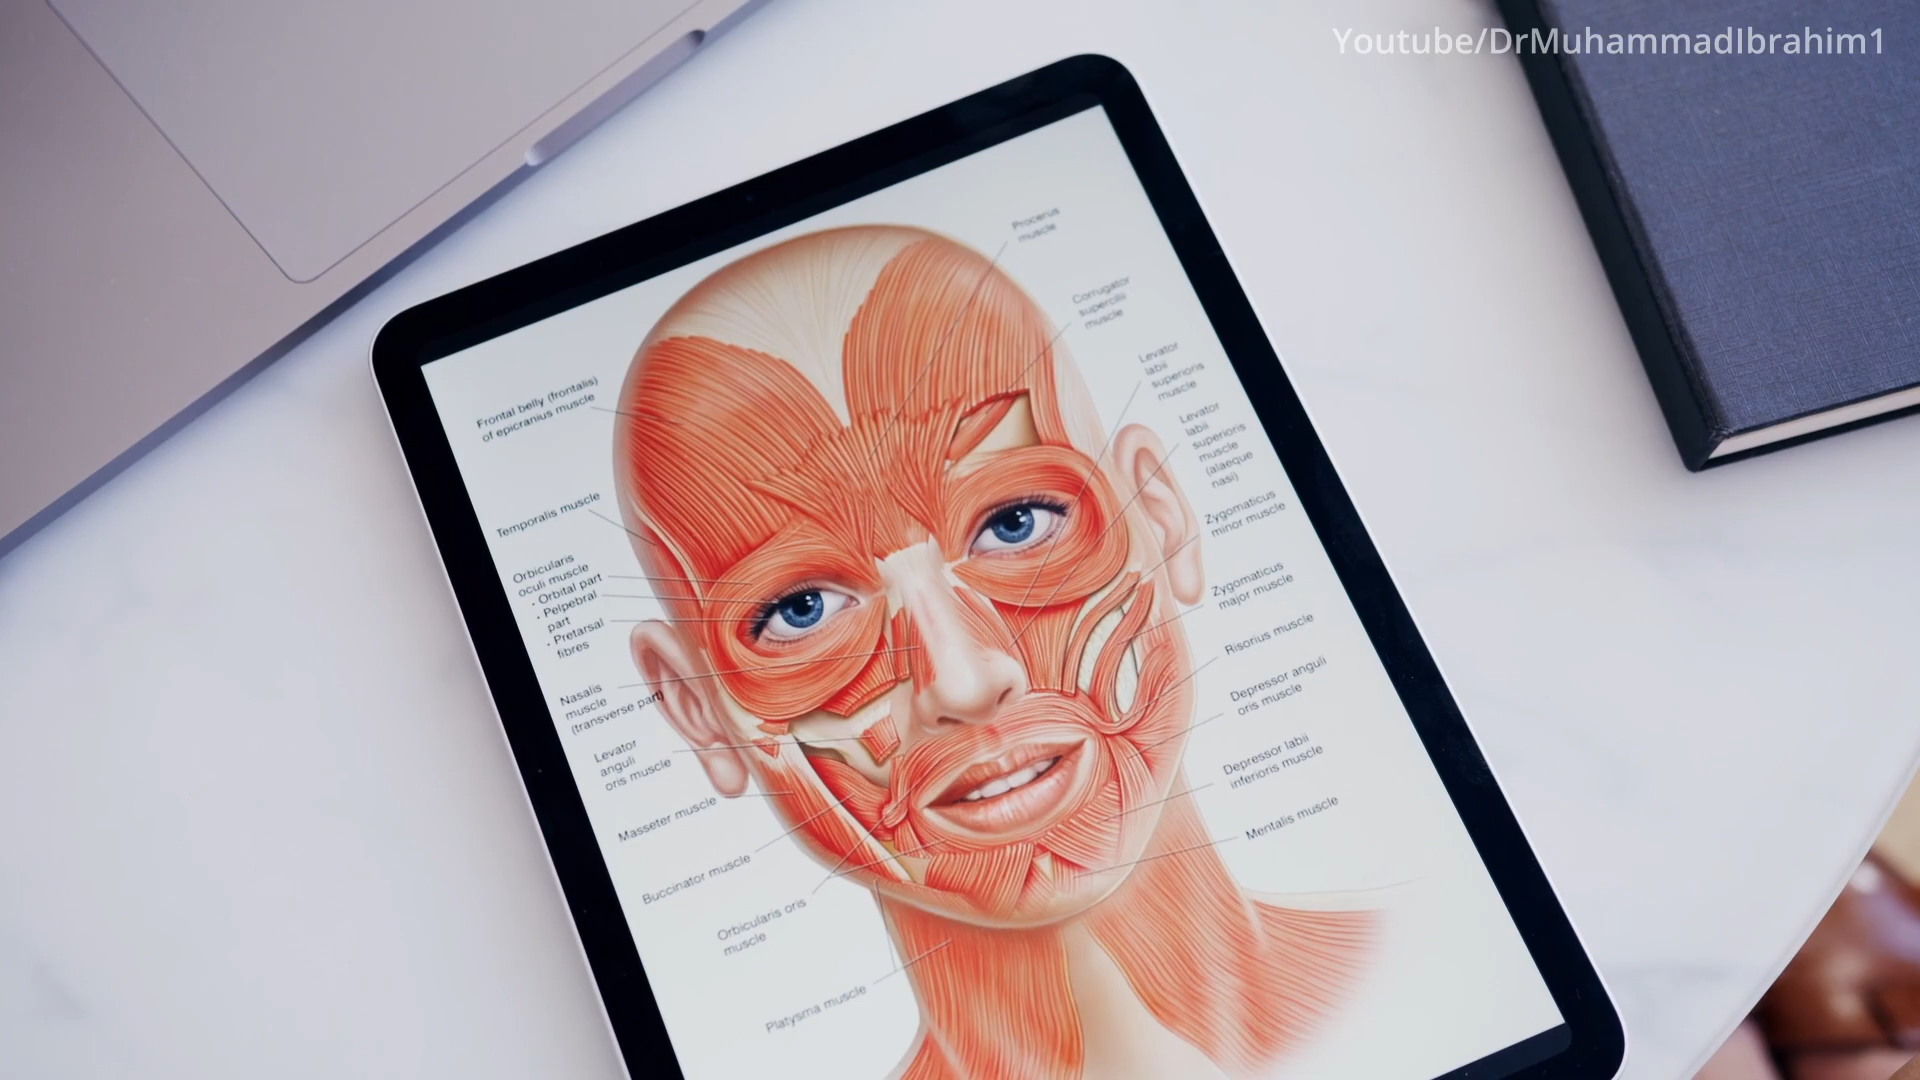 Youtube/DrMuhammadIbrahim1
Procerus
muscle
Corrugator
supercilii
muscle
Levator
labii
superioris
muscle
Levator
labii
superioris
muscle
(alaeque
nasi)
Zygomaticus
minor muscle
Zygomaticus
major muscle
Risorius muscle
Depressor anguli
oris muscle
Depressor labii
inferioris muscle
Mentalis muscle
Frontal belly (frontalis)
of epicranius muscle
Temporalis muscle
Orbicularis
oculi muscle
· Orbital part
· Pelpebral
part
· Pretarsal
fibres
Nasalis
muscle
(transverse part)
Levator
anguli
oris muscle
Masseter muscle
Buccinator muscle
Orbicularis oris
muscle
Platysma muscle